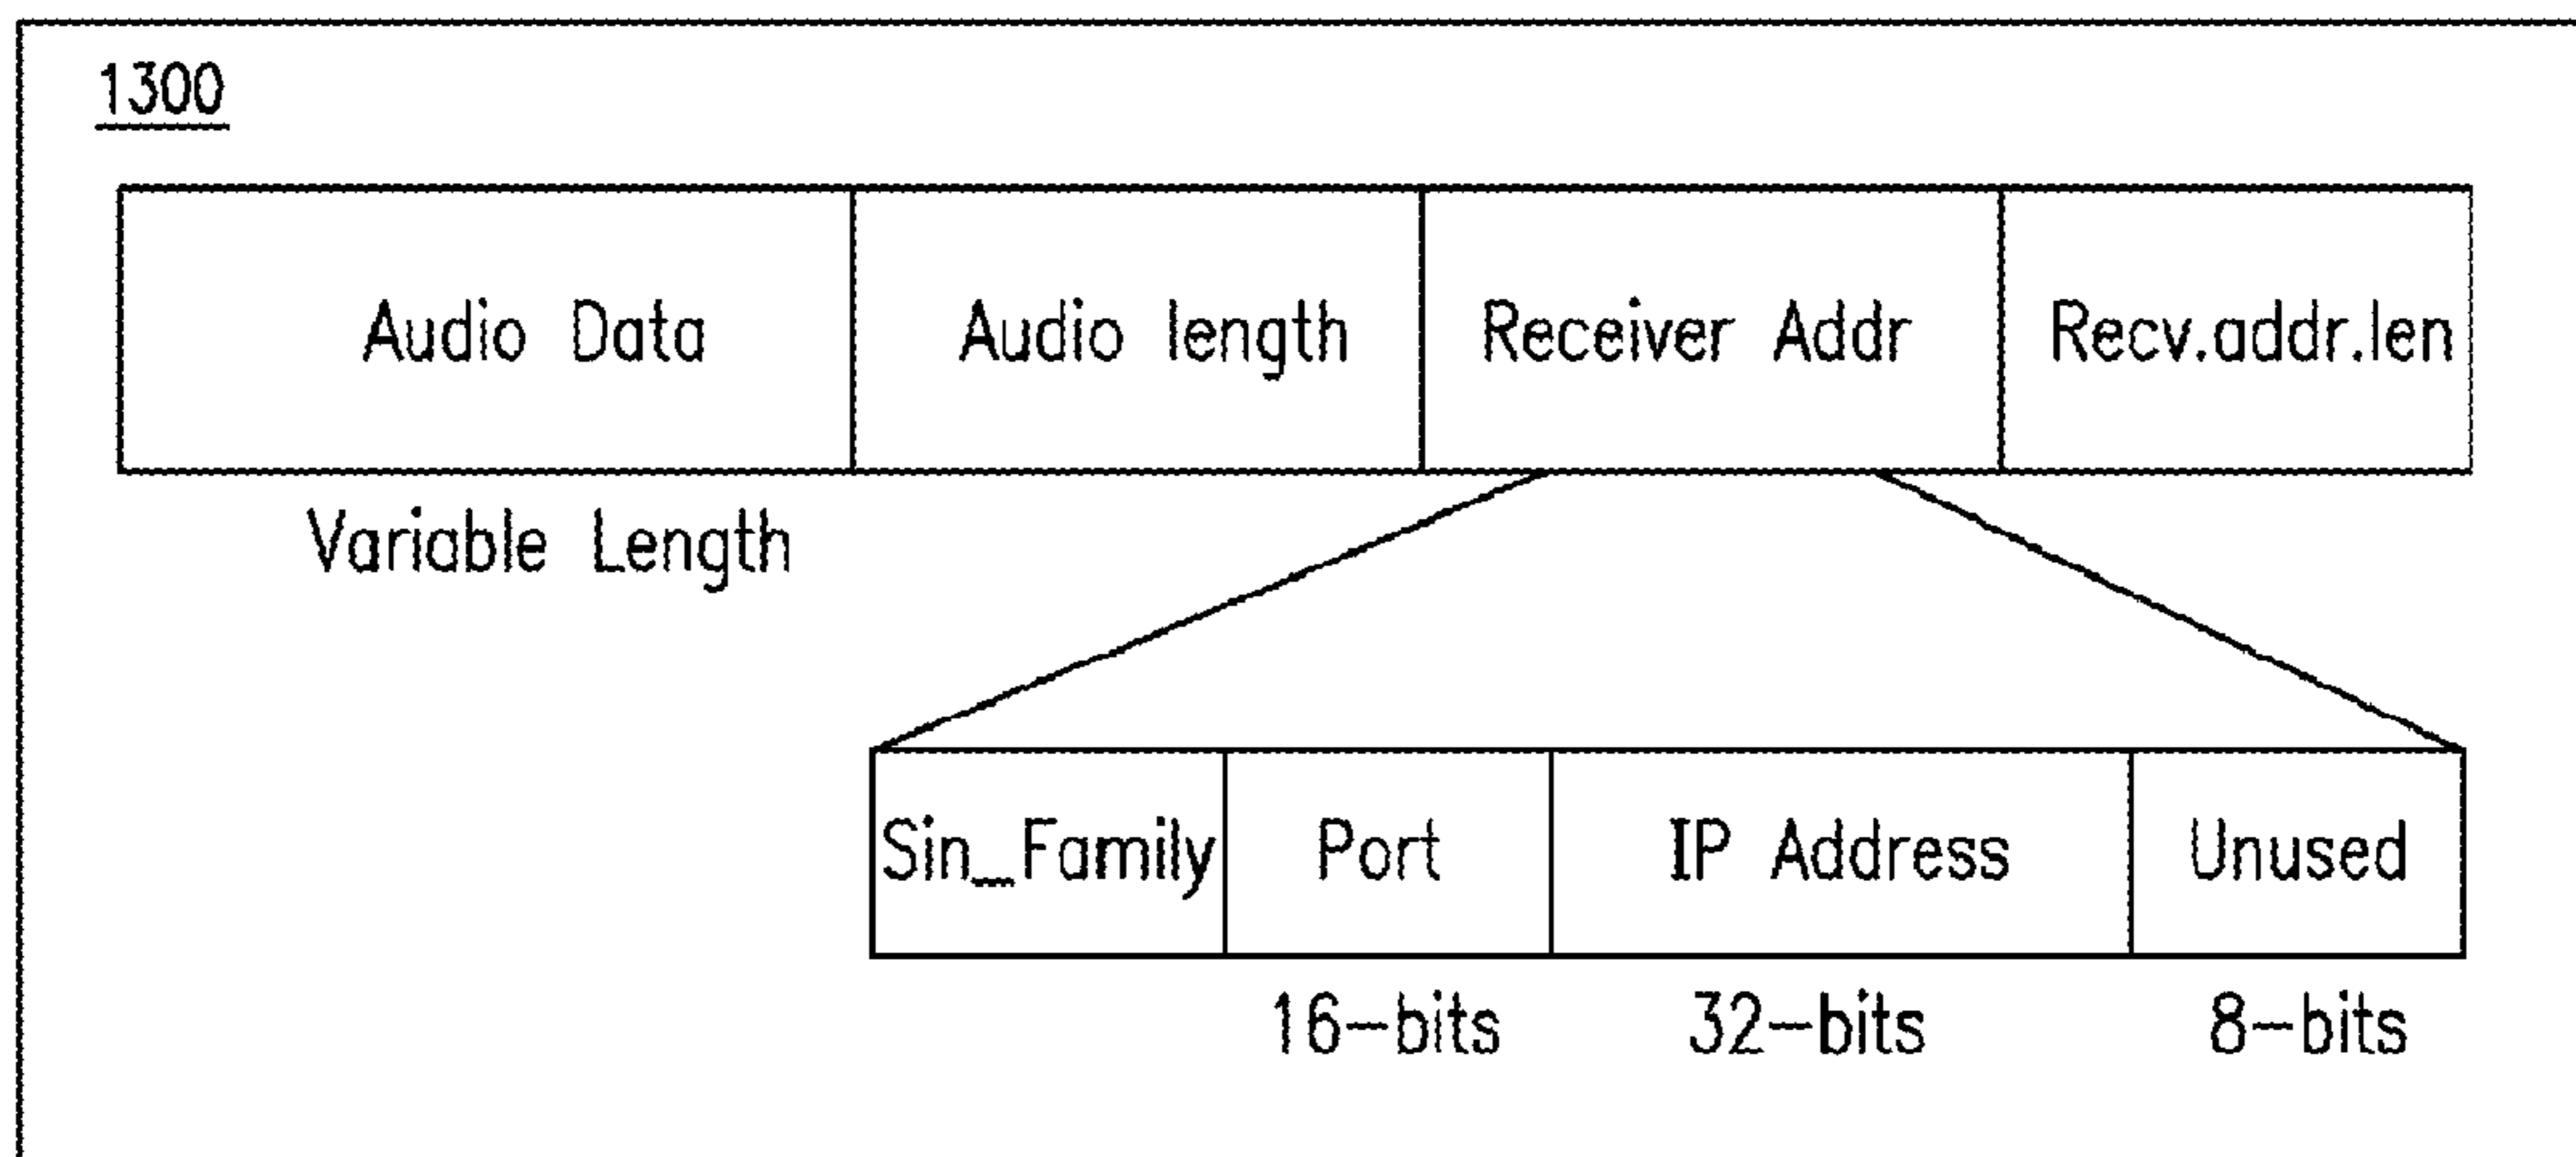 1300
Audio Data Audio length Receiver Addr Recv.addr.len
Variable Length
Sin_Family Port IP Address Unused
16-bits 32-bits 8-bits